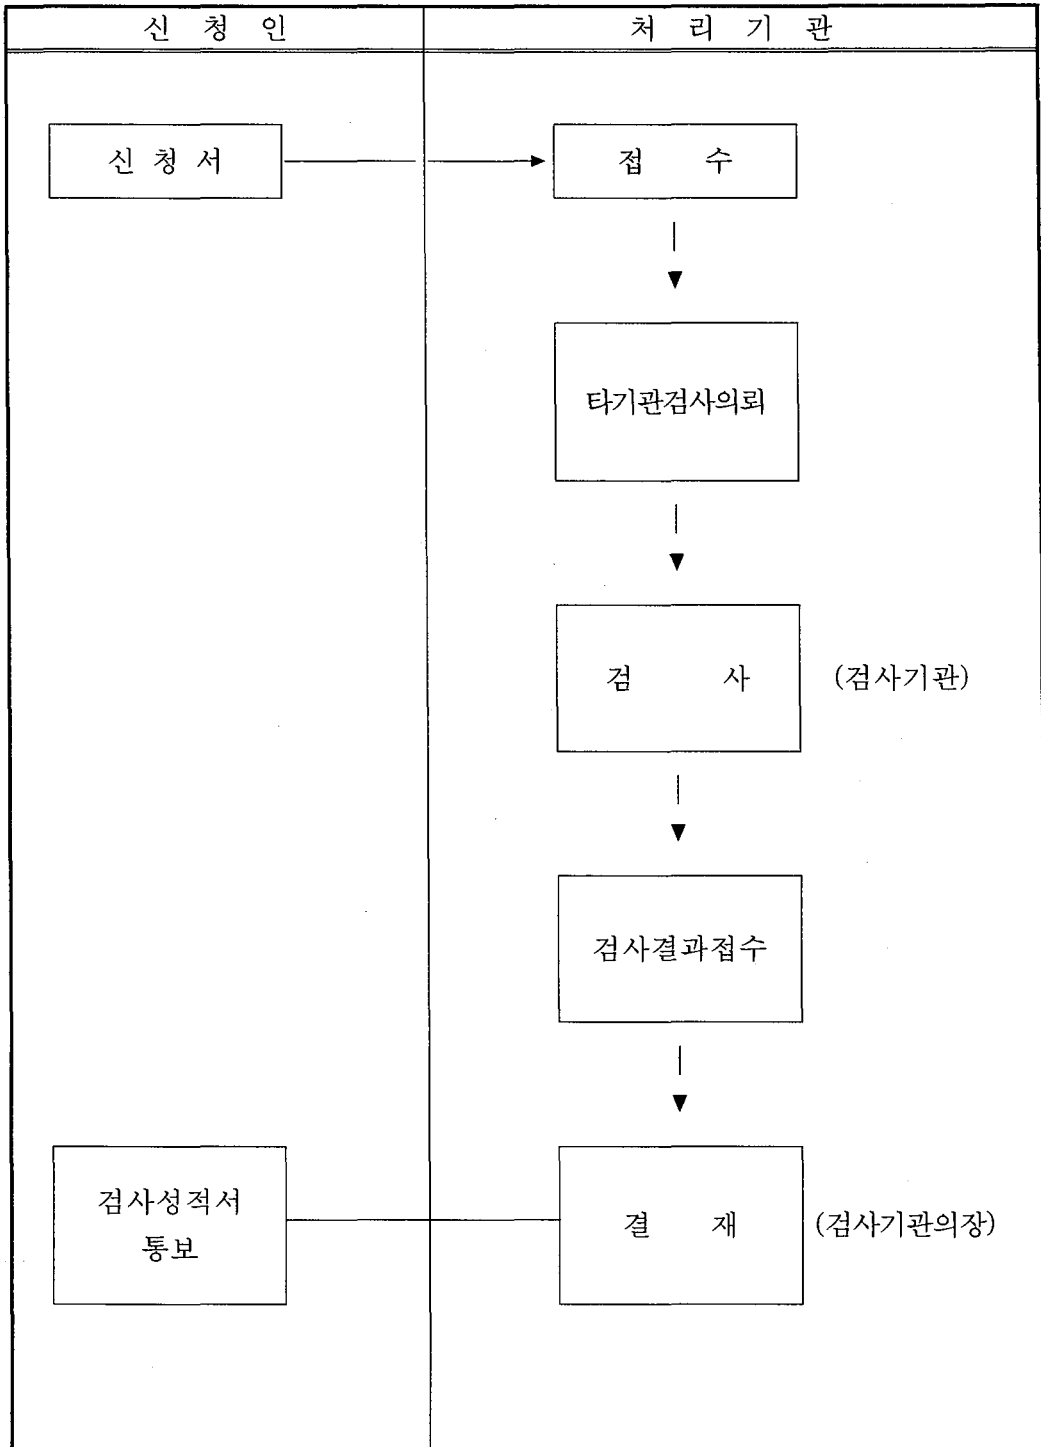 신 청 인
처 리 기 관
신 청 서
접 수
타기관검사의뢰
검 사
(검사기관)
검사결과접수
검사성적서
통보
결 재
(검사기관의장)